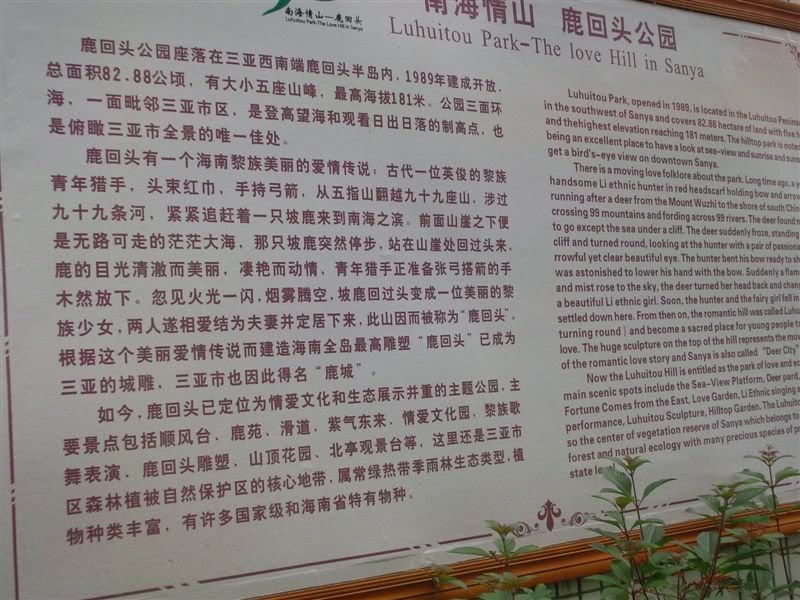 南海情山—鹿回头
Luhuitou Park-The Love Hill in Sanya
南海情山 鹿回头公园
Luhuitou Park-The love Hill in Sanya
鹿回头公园座落在三亚西南端鹿回头半岛内，1989年建成开放，
总面积82.88公顷，有大小五座山峰，最高海拔181米。公园三面环
海，一面毗邻三亚市区，是登高望海和观看日出日落的制高点，也
是俯瞰三亚市全景的唯一佳处。
鹿回头有一个海南黎族美丽的爱情传说：古代一位英俊的黎族
青年猎手，头束红巾，手持弓箭，从五指山翻越九十九座山，涉过
九十九条河，紧紧追赶着一只坡鹿来到南海之滨。前面山崖之下便
是无路可走的茫茫大海，那只坡鹿突然停步，站在山崖处回过头来，
鹿的目光清澈而美丽，凄艳而动情，青年猎手正准备张弓搭箭的手
木然放下。忽见火光一闪，烟雾腾空，坡鹿回过头变成一位美丽的黎
族少女，两人遂相爱结为夫妻并定居下来，此山因而被称为“鹿回头”。
根据这个美丽爱情传说而建造海南全岛最高雕塑“鹿回头”已成为
三亚的城雕，三亚市也因此得名“鹿城”。
如今，鹿回头已定位为情爱文化和生态展示并重的主题公园，主
要景点包括顺风台、鹿苑、滑道、紫气东来、情爱文化园、黎族歌
舞表演、鹿回头雕塑、山顶花园、北亭观景台等，这里还是三亚市
区森林植被自然保护区的核心地带，属常绿热带季雨林生态类型，植
物种类丰富，有许多国家级和海南省特有物种。
Luhuitou Park, opened in 1989, is located in the Luhuitou
in the southwest of Sanya and covers 82.88 hectare of land with five
and thehighest elevation reaching 181 meters. The hilltop park is noted
being an excellent place to have a look at sea-view and sunrise and
get a bird's-eye view on downtown Sanya.
There is a moving love folklore about the park. Long time ago, a
handsome Li ethnic hunter in red headscarf holding bow and
running after a deer from the Mount Wuzhi to the shore of south
crossing 99 mountains and fording across 99 rivers. The deer found
to go except the sea under a cliff. The deer suddenly froze, standing
cliff and turned round, looking at the hunter with a pair of
rrowful yet clear beautiful eye. The hunter bent his bow ready to
was astonished to lower his hand with the bow. Suddenly a
and mist rose to the sky, the deer turned her head back and
a beautiful Li ethnic girl. Soon, the hunter and the fairy girl fell in
settled down here. From then on, the romantic hill was called
turning round ) and become a sacred place for young people
love. The huge sculpture on the top of the hill represents the
of the romantic love story and Sanya is also called "Deer City"
Now the Luhuitou Hill is entitled as the park of love and
main scenic spots include the Sea-View Platform, Deer pard,
Fortune Comes from the East, Love Garden, Li Ethnic singing
performance, Luhuitou Sculpture, Hilltop Garden. The
so the center of vegetation reserve of Sanya which belongs to
forest and natural ecology with many precious species of
state level